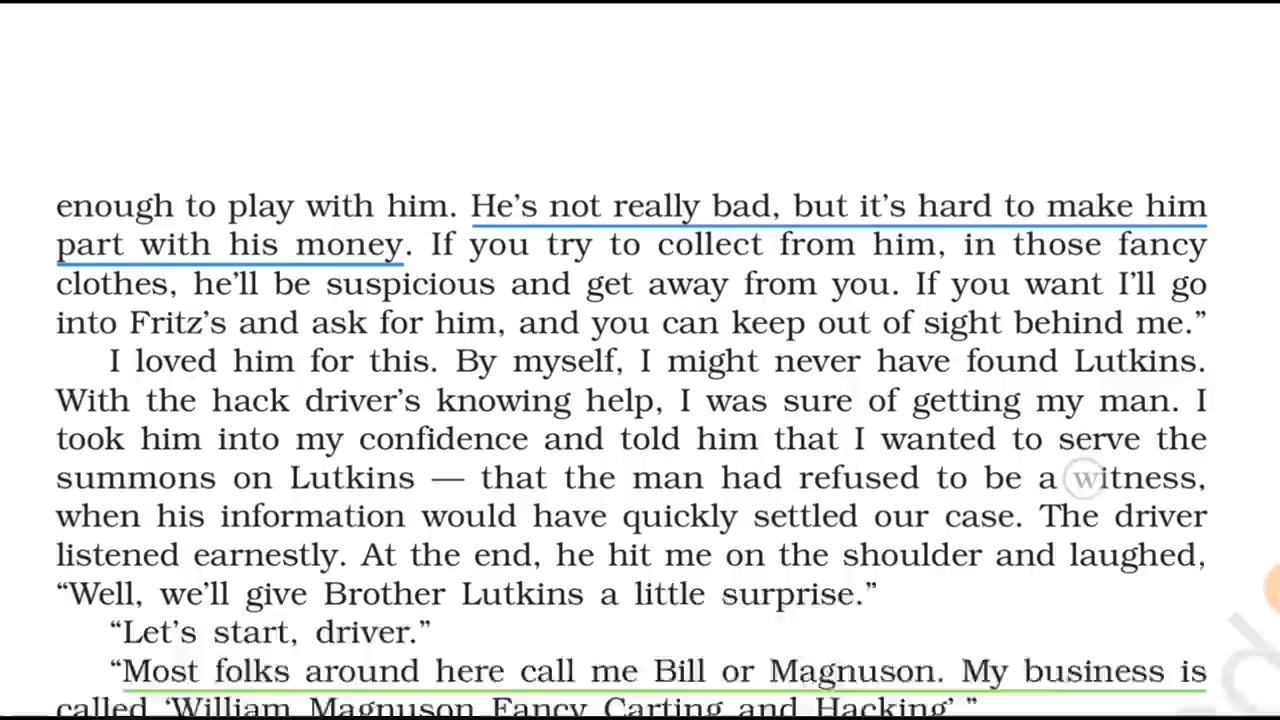 enough to play with him. He's not really bad, but it's hard to make him
part with his money. If you try to collect from him, in those fancy
clothes, he'll be suspicious and get away from you. If you want I'll go
into Fritz's and ask for him, and you can keep out of sight behind me."
I loved him for this. By myself, I might never have found Lutkins.
With the hack driver's knowing help, I was sure of getting my man. I
took him into my confidence and told him that I wanted to serve the
summons on Lutkins — that the man had refused to be a witness,
when his information would have quickly settled our case. The driver
listened earnestly. At the end, he hit me on the shoulder and laughed,
“Well, we'll give Brother Lutkins a little surprise.”
“Let's start, driver.”
“Most folks around here call me Bill or Magnuson. My business is
called ‘William Magnuson Fancy Carting and Hacking’.”